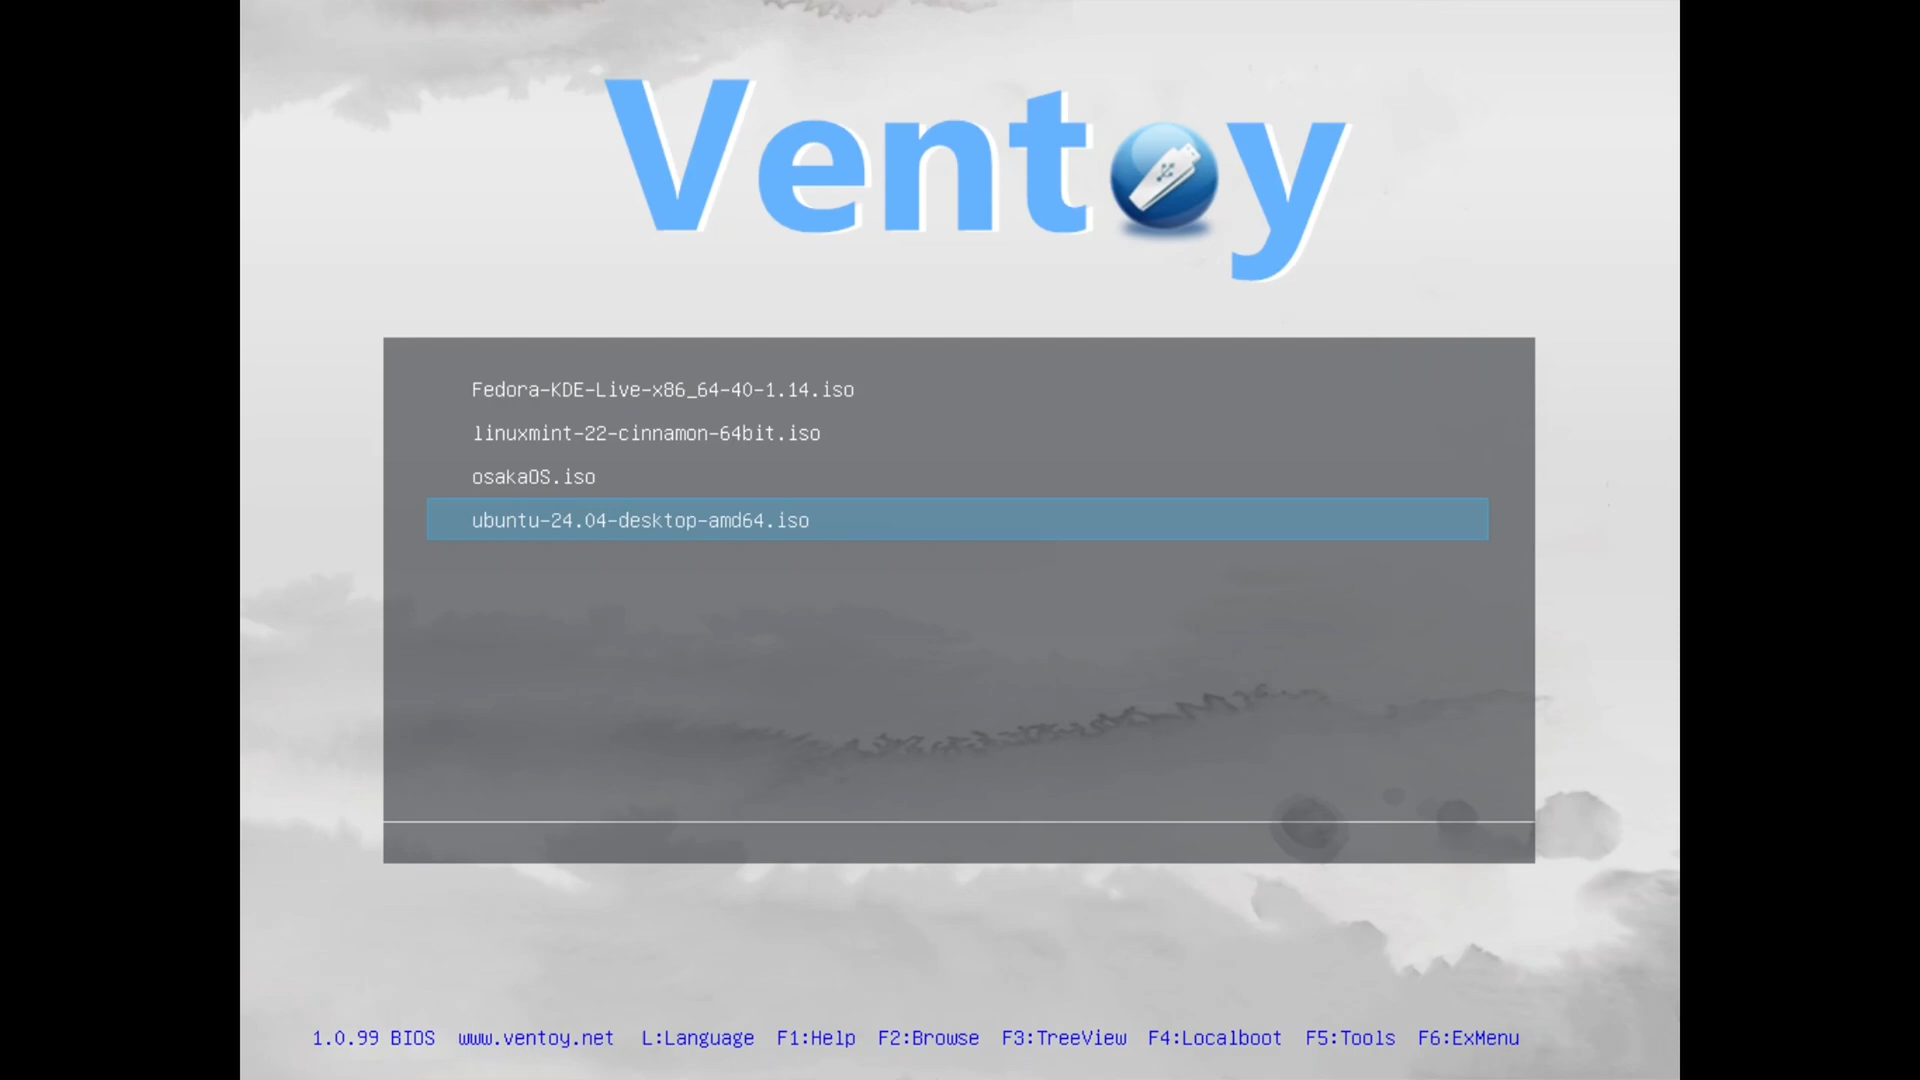 Ventoy
Fedora-KDE-Live-x86_64-40-1.14.iso
linuxmint-22-cinnamon-64bit.iso
osakaOS.iso
ubuntu-24.04-desktop-amd64.iso
1.0.99 BIOS www.ventoy.net L:Language F1:Help F2:Browse F3:TreeView F4:Localboot F5:Tools F6:ExMenu